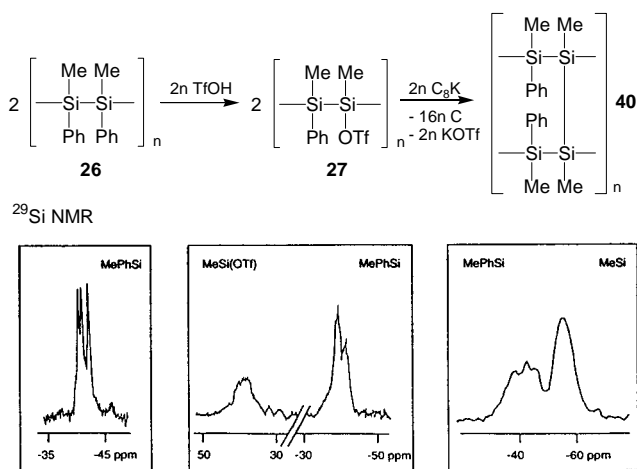 Me Me
2 Si Si
Ph Ph
n
26
2n TfOH
Me Me
2 Si Si
Ph OTf
n
27
2n C₈K
- 16n C
- 2n KOTf
Me Me
Si Si
Ph
Ph
Si Si
Me Me
n
40
²⁹Si NMR
MePhSi
-35 -45 ppm
MeSi(OTf) MePhSi
50 30 -30 -50 ppm
MePhSi MeSi
-40 -60 ppm